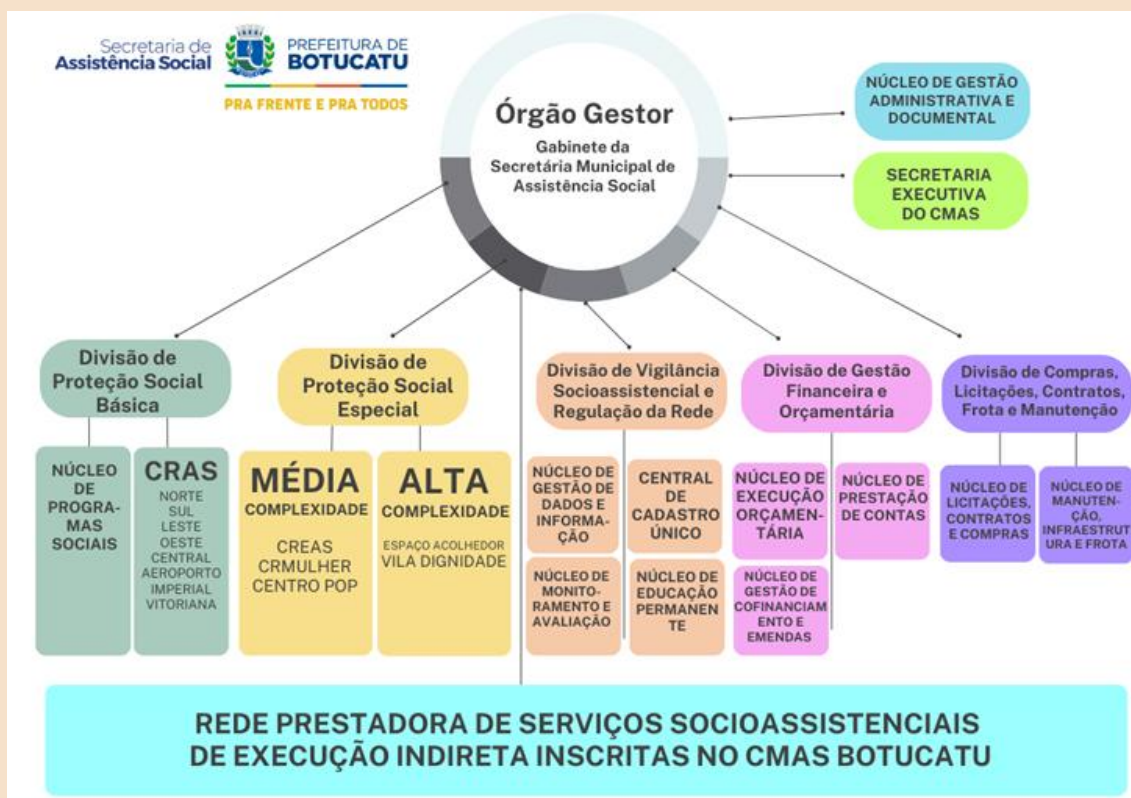 Secretaria de
Assistência Social
PREFEITURA DE
BOTUCATU
PRA FRENTE E PRA TODOS
Órgão Gestor
Gabinete da
Secretária Municipal de
Assistência Social
NÚCLEO DE GESTÃO
ADMINISTRATIVA E
DOCUMENTAL
SECRETARIA
EXECUTIVA
DO CMAS
Divisão de
Proteção Social
Básica
NÚCLEO
DE
PROGRA-
MAS
SOCIAIS
CRAS
NORTE
SUL
LESTE
OESTE
CENTRAL
AEROPORTO
IMPERIAL
VITORIANA
Divisão de
Proteção Social
Especial
MÉDIA
COMPLEXIDADE
CREAS
CRMULHER
CENTRO POP
ALTA
COMPLEXIDADE
ESPAÇO ACOLHEDOR
VILA DIGNIDADE
Divisão de Vigilância
Socioassistencial e
Regulação da Rede
NÚCLEO DE
GESTÃO DE
DADOS E
INFORMA-
ÇÃO
CENTRAL
DE
CADASTRO
ÚNICO
NÚCLEO DE
MONITO-
RAMENTO E
AVALIAÇÃO
NÚCLEO DE
EDUCAÇÃO
PERMANEN
TE
Divisão de Gestão
Financeira e
Orçamentária
NÚCLEO DE
EXECUÇÃO
ORÇAMEN-
TÁRIA
NÚCLEO DE
PRESTAÇÃO
DE CONTAS
NÚCLEO DE
GESTÃO DE
COFINANCIAM
ENTO E
EMENDAS
Divisão de Compras,
Licitações, Contratos,
Frota e Manutenção
NÚCLEO DE
LICITAÇÕES,
CONTRATOS
E COMPRAS
NÚCLEO DE
MANUTEN-
ÇÃO,
INFRAESTRUT
URA E FROTA
REDE PRESTADORA DE SERVIÇOS SOCIOASSISTENCIAIS
DE EXECUÇÃO INDIRETA INSCRITAS NO CMAS BOTUCATU